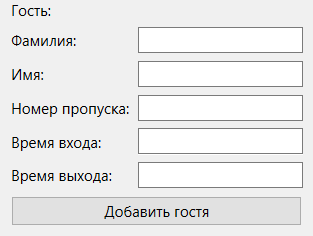 Гость:
Фамилия:
Имя:
Номер пропуска:
Время входа:
Время выхода:
Добавить гостя